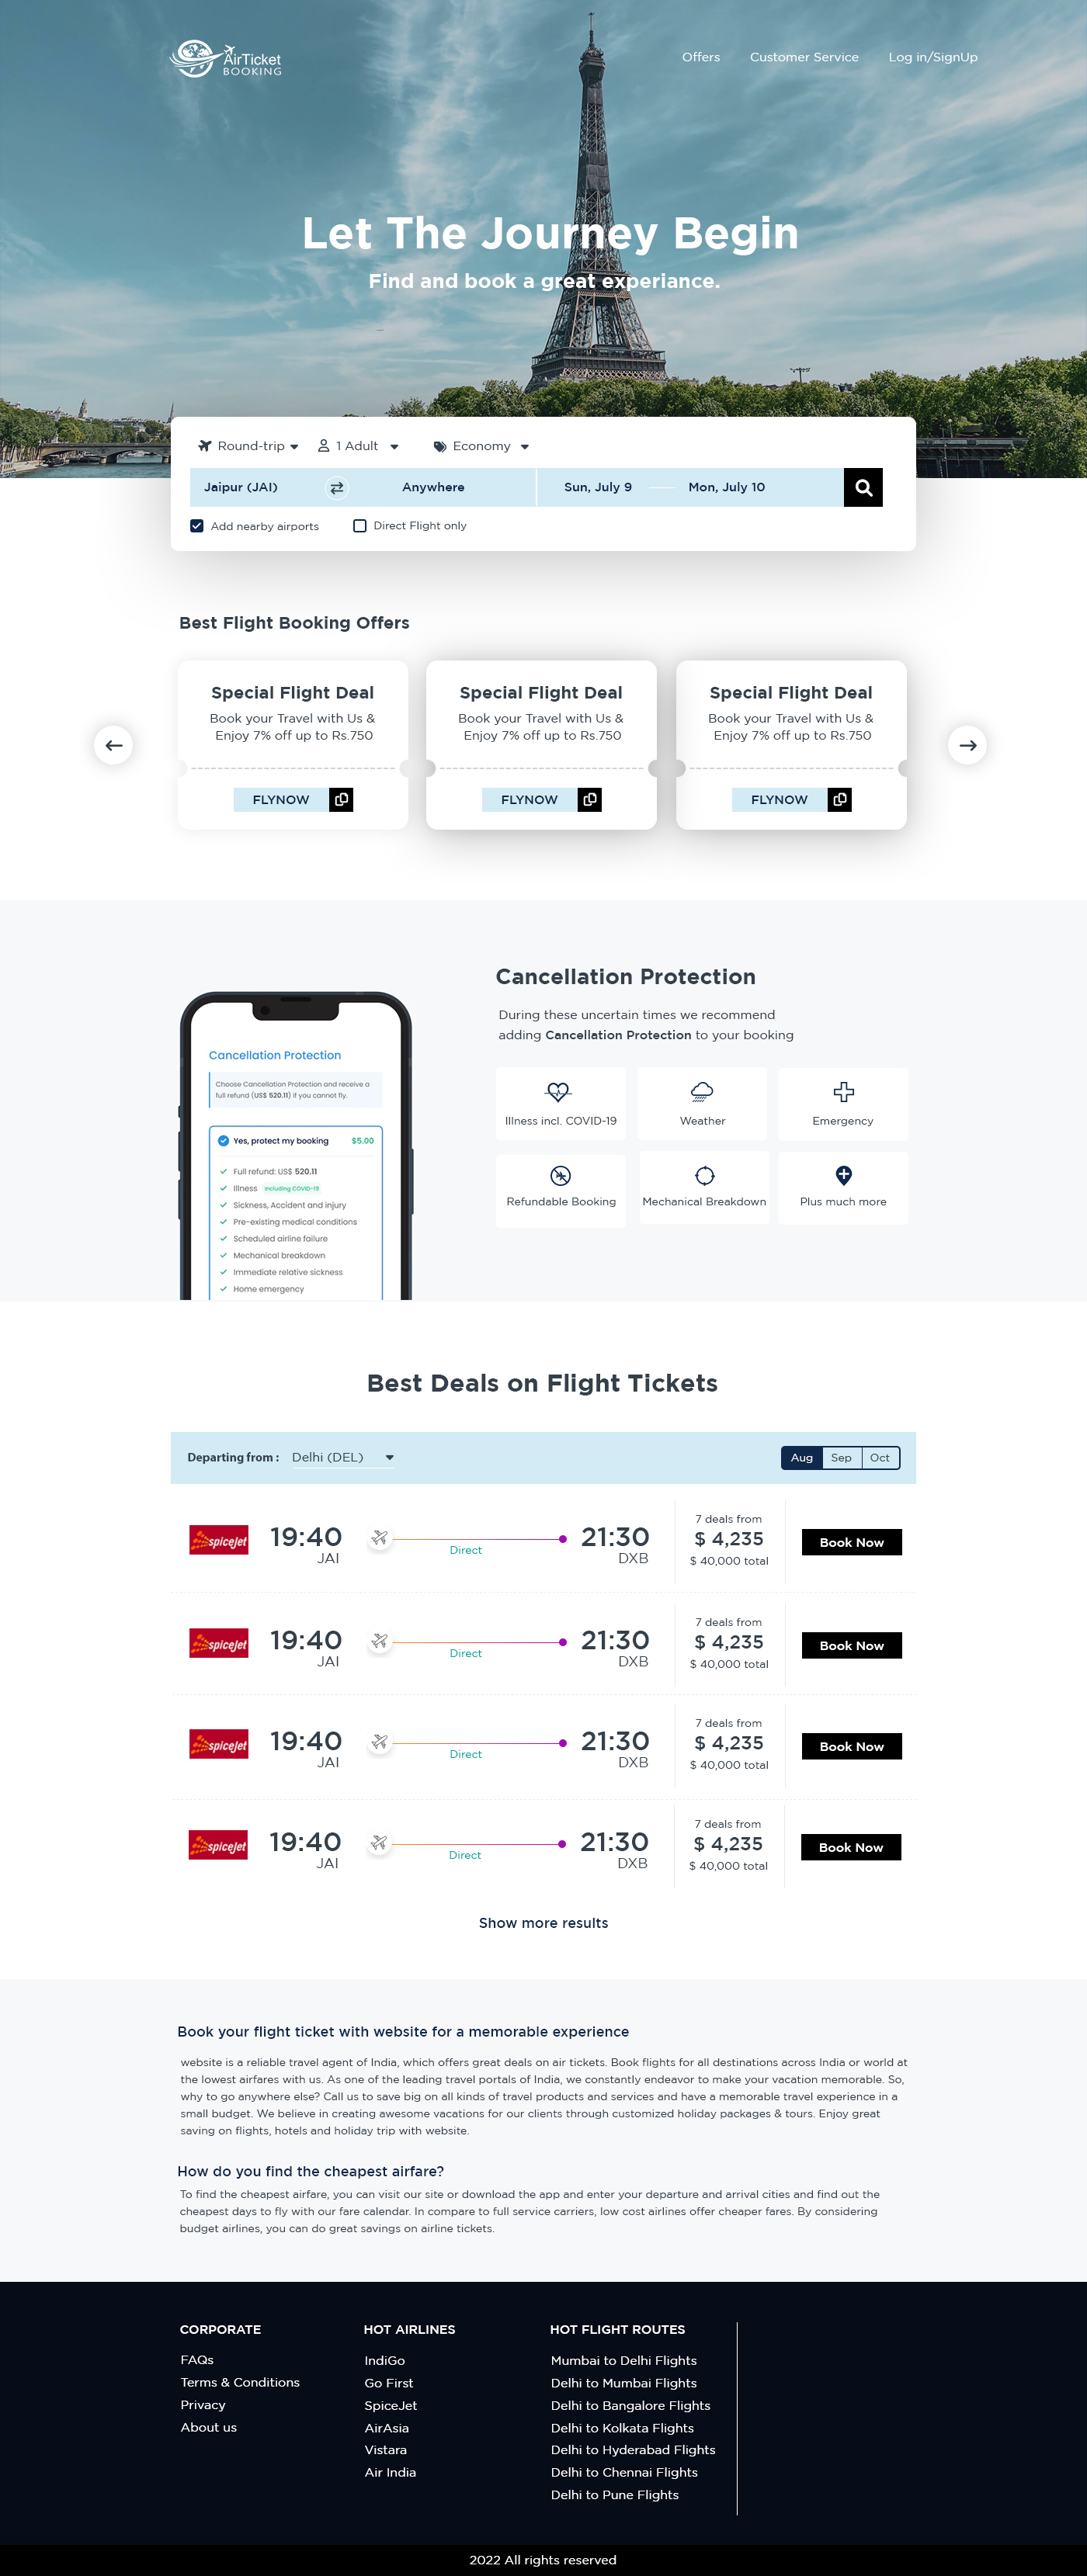 AirTicket
BOOKING
Offers
Customer Service
Log in/SignUp
Let The Journey Begin
Find and book a great experiance.
Round-trip
1 Adult
Economy
Jaipur (JAI)
Anywhere
Sun, July 9
Mon, July 10
Add nearby airports
Direct Flight only
Best Flight Booking Offers
Special Flight Deal
Book your Travel with Us &
Enjoy 7% off up to Rs.750
FLYNOW
Special Flight Deal
Book your Travel with Us &
Enjoy 7% off up to Rs.750
FLYNOW
Special Flight Deal
Book your Travel with Us &
Enjoy 7% off up to Rs.750
FLYNOW
Cancellation Protection
Choose Cancellation Protection and receive a
full refund (US$ 520.11) if you cannot fly.
Yes, protect my booking
$5.00
Full refund: US$ 520.11
Illness
Including COVID-19
Sickness, Accident and injury
Pre-existing medical conditions
Scheduled airline failure
Mechanical breakdown
Immediate relative sickness
Home emergency
Cancellation Protection
During these uncertain times we recommend
adding Cancellation Protection to your booking
Illness incl. COVID-19
Weather
Emergency
Refundable Booking
Mechanical Breakdown
Plus much more
Best Deals on Flight Tickets
Departing from :
Delhi (DEL)
Aug
Sep
Oct
spiceJet
19:40
JAI
Direct
21:30
DXB
7 deals from
$ 4,235
$ 40,000 total
Book Now
spiceJet
19:40
JAI
Direct
21:30
DXB
7 deals from
$ 4,235
$ 40,000 total
Book Now
spiceJet
19:40
JAI
Direct
21:30
DXB
7 deals from
$ 4,235
$ 40,000 total
Book Now
spiceJet
19:40
JAI
Direct
21:30
DXB
7 deals from
$ 4,235
$ 40,000 total
Book Now
Show more results
Book your flight ticket with website for a memorable experience
website is a reliable travel agent of India, which offers great deals on air tickets. Book flights for all destinations across India or world at
the lowest airfares with us. As one of the leading travel portals of India, we constantly endeavor to make your vacation memorable. So,
why to go anywhere else? Call us to save big on all kinds of travel products and services and have a memorable travel experience in a
small budget. We believe in creating awesome vacations for our clients through customized holiday packages & tours. Enjoy great
saving on flights, hotels and holiday trip with website.
How do you find the cheapest airfare?
To find the cheapest airfare, you can visit our site or download the app and enter your departure and arrival cities and find out the
cheapest days to fly with our fare calendar. In compare to full service carriers, low cost airlines offer cheaper fares. By considering
budget airlines, you can do great savings on airline tickets.
CORPORATE
FAQs
Terms & Conditions
Privacy
About us
HOT AIRLINES
IndiGo
Go First
SpiceJet
AirAsia
Vistara
Air India
HOT FLIGHT ROUTES
Mumbai to Delhi Flights
Delhi to Mumbai Flights
Delhi to Bangalore Flights
Delhi to Kolkata Flights
Delhi to Hyderabad Flights
Delhi to Chennai Flights
Delhi to Pune Flights
2022 All rights reserved